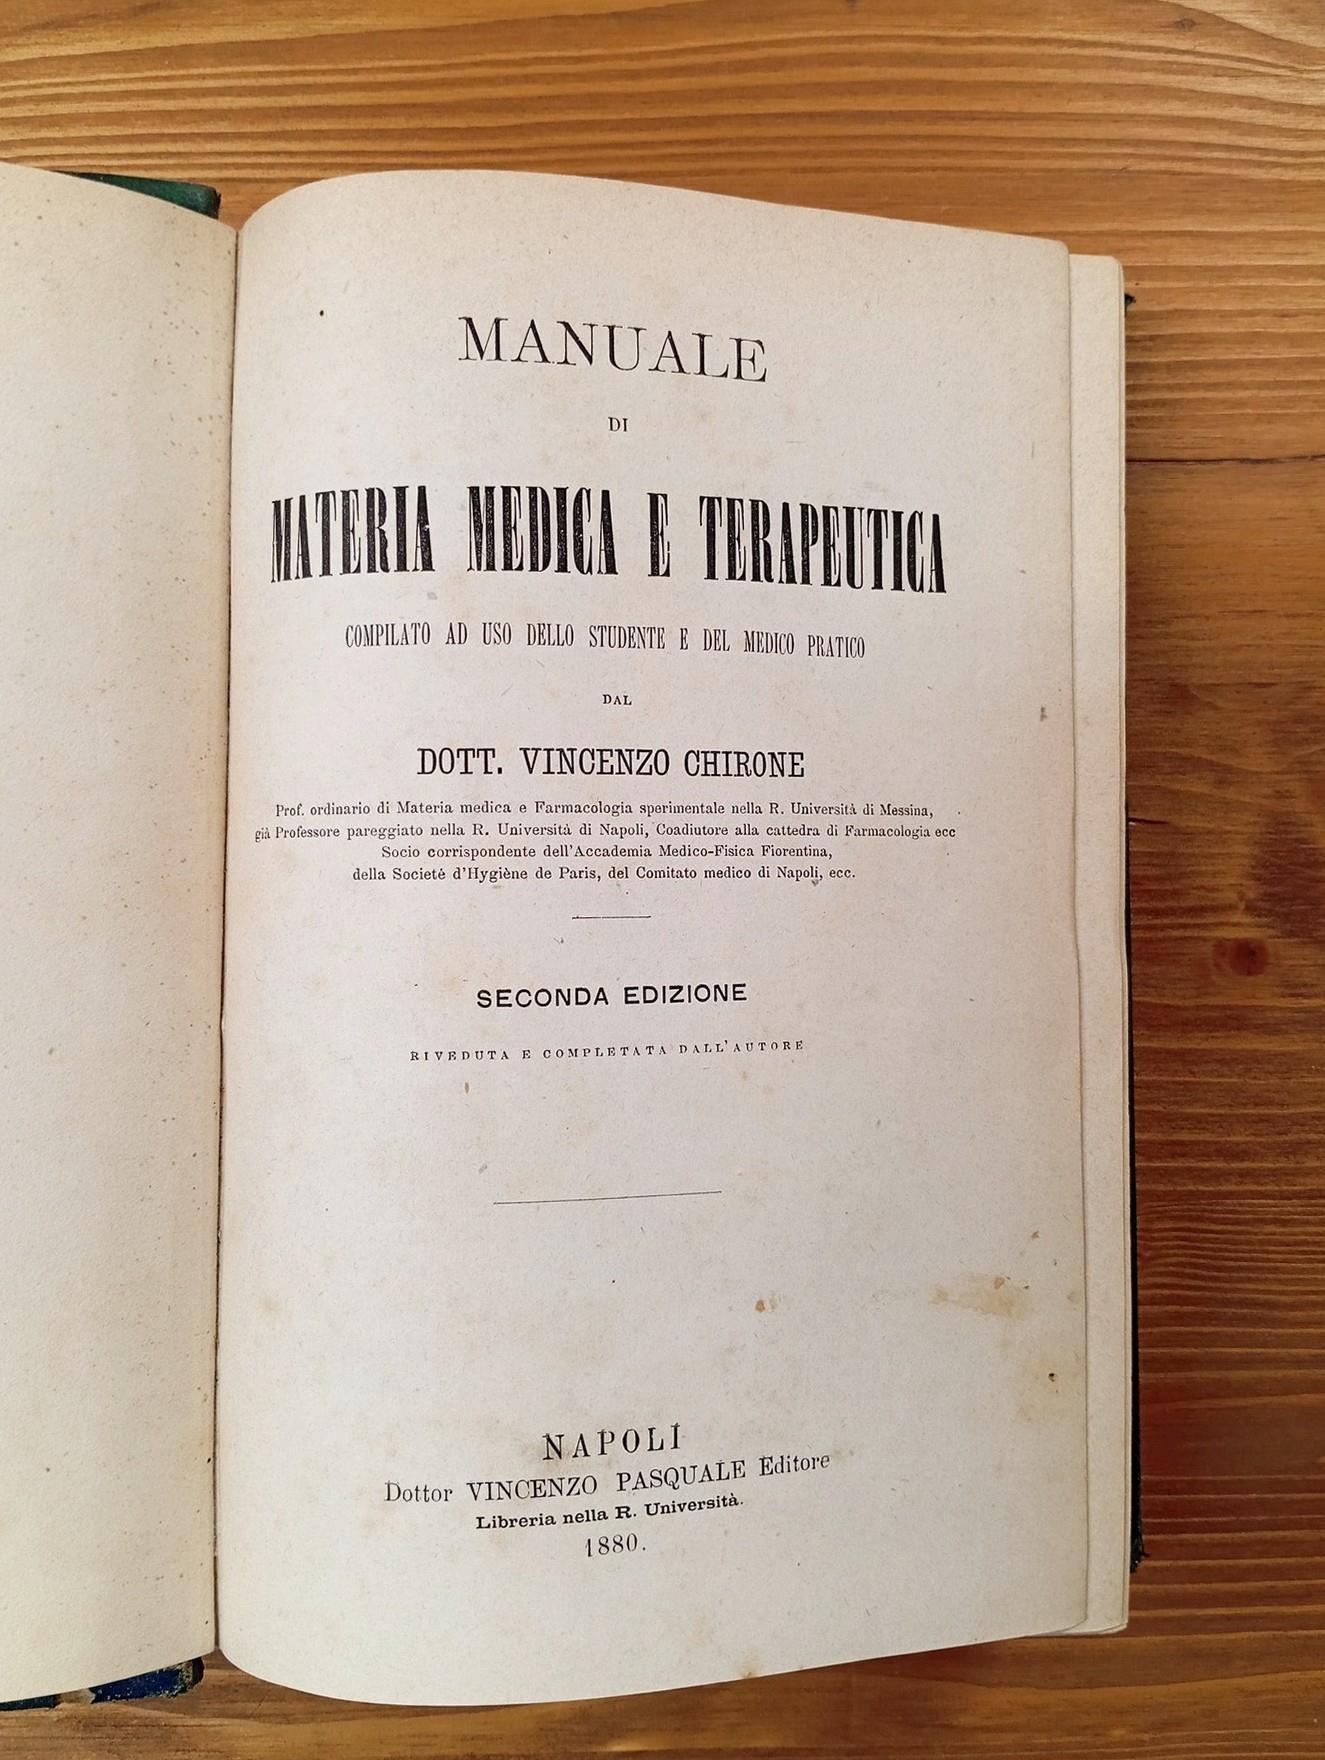 MANUALE
DI
MATERIA MEDICA E TERAPEUTICA
COMPILATO AD USO DELLO STUDENTE E DEL MEDICO PRATICO
DAL
DOTT. VINCENZO CHIRONE
Prof. ordinario di Materia medica e Farmacologia sperimentale nella R. Università di Messina,
già Professore pareggiato nella R. Università di Napoli, Coadiutore alla cattedra di Farmacologia ecc
Socio corrispondente dell'Accademia Medico-Fisica Fiorentina,
della Societé d'Hygiène de Paris, del Comitato medico di Napoli, ecc.
SECONDA EDIZIONE
RIVEDUTA E COMPLETATA DALL'AUTORE
NAPOLI
Dottor VINCENZO PASQUALE Editore
Libreria nella R. Università.
1880.